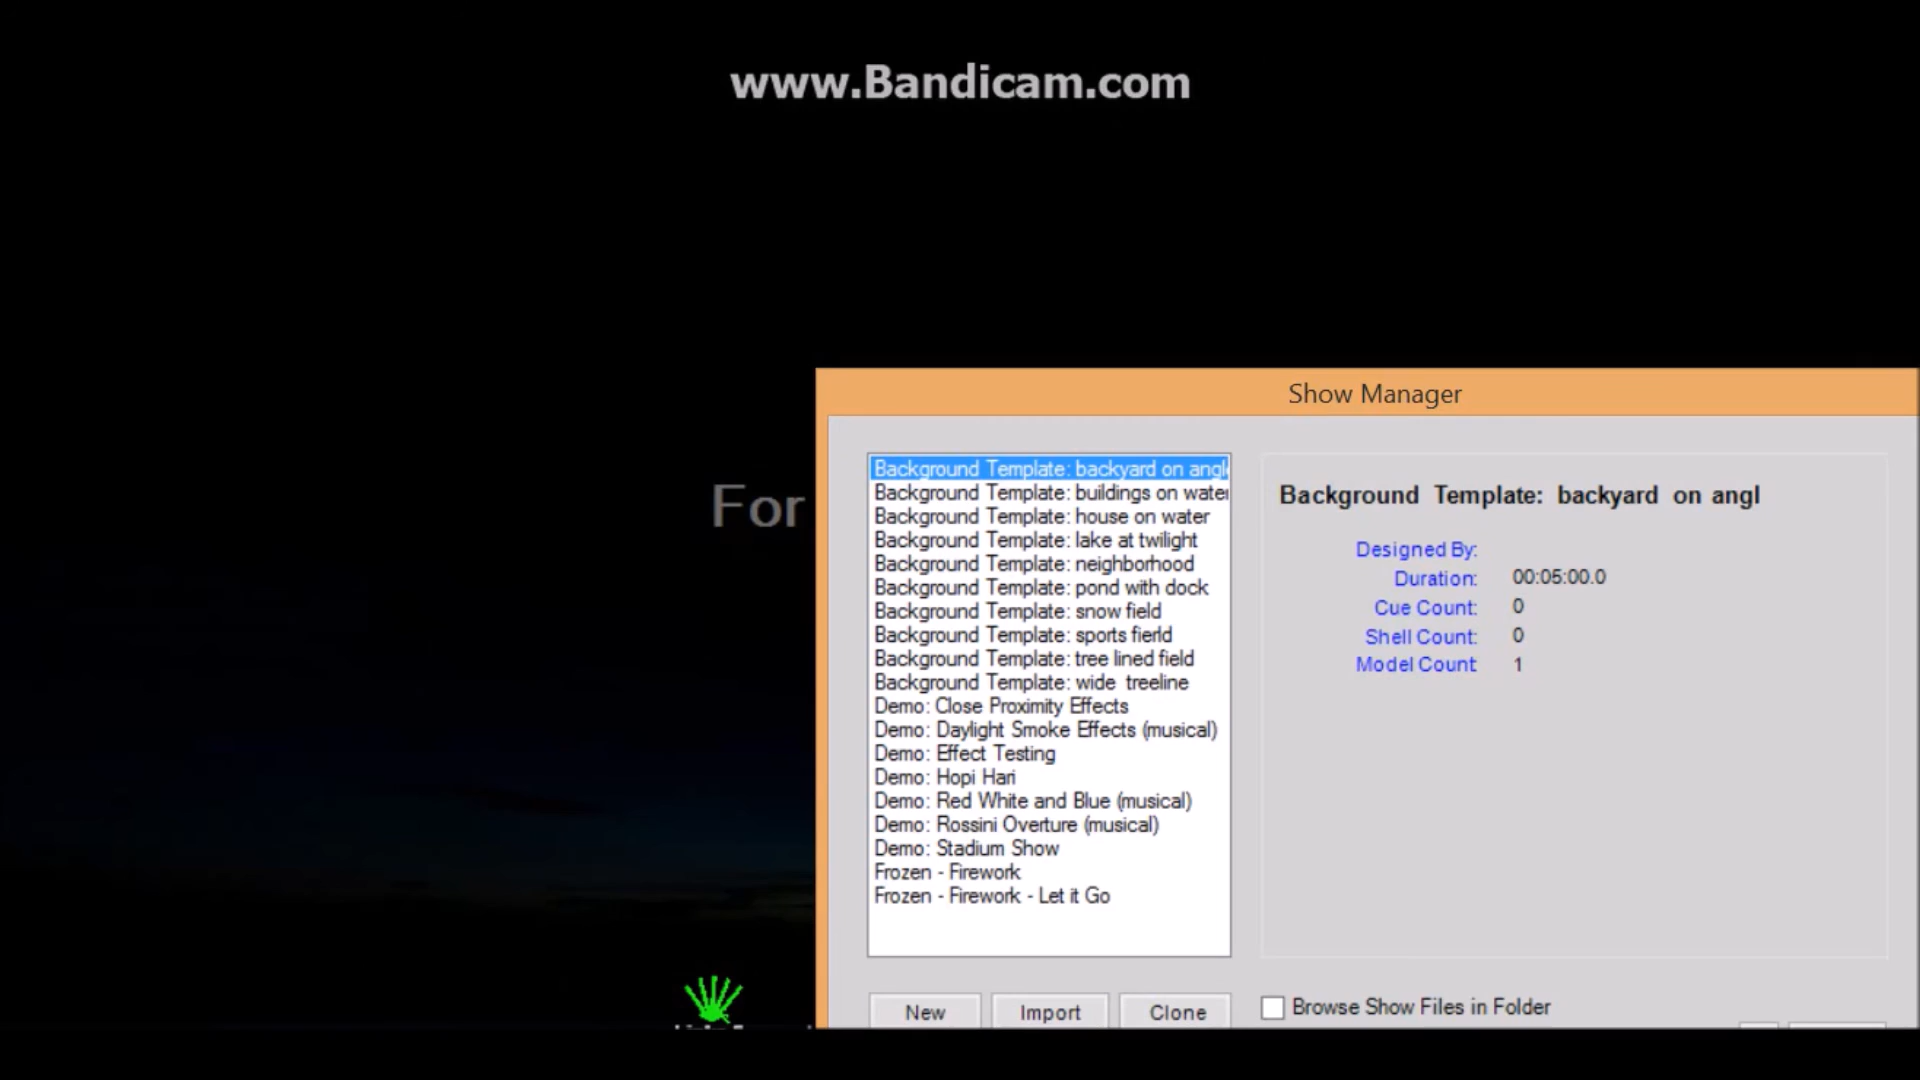 www.Bandicam.com
Show Manager
For
Background Template: backyard on angle
Background Template: buildings on water
Background Template: house on water
Background Template: lake at twilight
Background Template: neighborhood
Background Template: pond with dock
Background Template: snow field
Background Template: sports fierld
Background Template: tree lined field
Background Template: wide treeline
Demo: Close Proximity Effects
Demo: Daylight Smoke Effects (musical)
Demo: Effect Testing
Demo: Hopi Hari
Demo: Red White and Blue (musical)
Demo: Rossini Overture (musical)
Demo: Stadium Show
Frozen - Firework
Frozen - Firework - Let it Go
Background Template: backyard on angl
Designed By:
Duration: 00:05:00.0
Cue Count: 0
Shell Count: 0
Model Count 1
New Import Clone
Browse Show Files in Folder